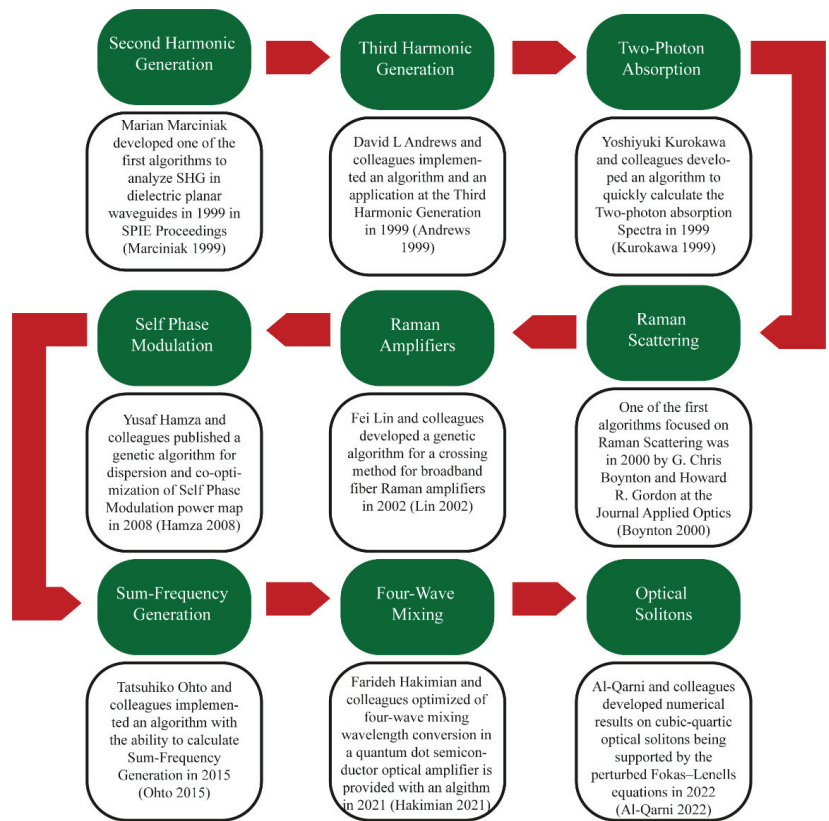 Second Harmonic
Generation
Third Harmonic
Generation
Two-Photon
Absorption
Marian Marciniak
developed one of the
first algorithms to
analyze SHG in
dielectric planar
waveguides in 1999 in
SPIE Proceedings
(Marciniak 1999)
David L Andrews and
colleagues implemen-
ted an algorithm and an
application at the Third
Harmonic Generation
in 1999 (Andrews
1999)
Yoshiyuki Kurokawa
and colleagues develo-
ped an algorithm to
quickly calculate the
Two-photon absorption
Spectra in 1999
(Kurokawa 1999)
Raman
Scattering
Raman
Amplifiers
Self Phase
Modulation
One of the first
algorithms focused on
Raman Scattering was
in 2000 by G. Chris
Boynton and Howard
R. Gordon at the
Journal Applied Optics
(Boynton 2000)
Fei Lin and colleagues
developed a genetic
algorithm for a crossing
method for broadband
fiber Raman amplifiers
in 2002 (Lin 2002)
Yusaf Hamza and
colleagues published a
genetic algorithm for
dispersion and co-opti-
mization of Self Phase
Modulation power map
in 2008 (Hamza 2008)
Sum-Frequency
Generation
Four-Wave
Mixing
Optical
Solitons
Tatsuhiko Ohto and
colleagues implemen-
ted an algorithm with
the ability to calculate
Sum-Frequency
Generation in 2015
(Ohto 2015)
Farideh Hakimian and
colleagues optimized of
four-wave mixing
wavelength conversion in
a quantum dot semicon-
ductor optical amplifier is
provided with an algithm
in 2021 (Hakimian 2021)
Al-Qarni and colleagues
developed numerical
results on cubic-quartic
optical solitons being
supported by the
perturbed Fokas–Lenells
equations in 2022
(Al-Qarni 2022)